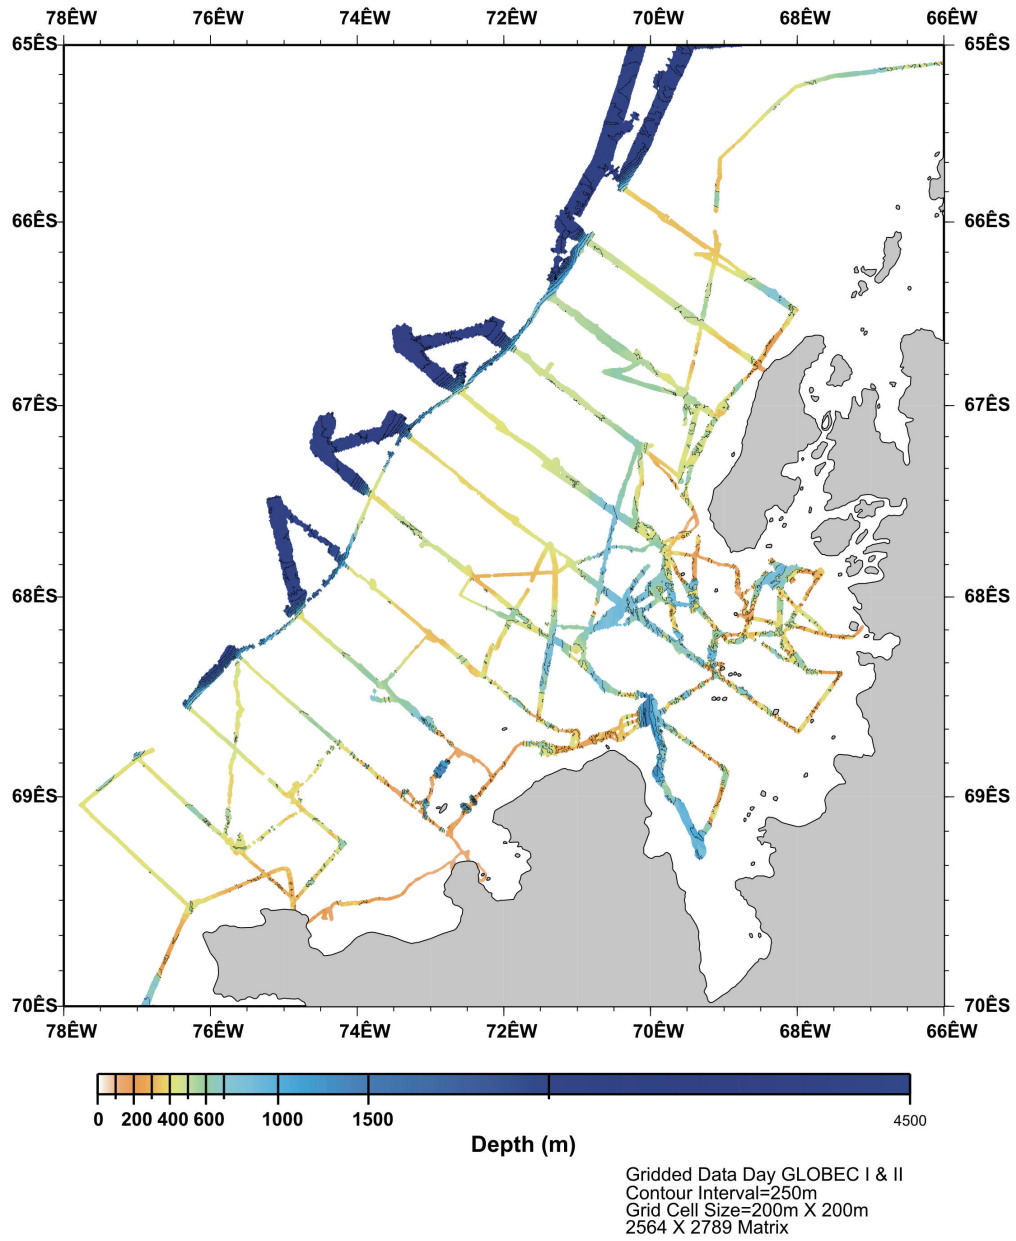 78ÊW 76ÊW 74ÊW 72ÊW 70ÊW 68ÊW 66ÊW
65ÊS 65ÊS
66ÊS 66ÊS
67ÊS 67ÊS
68ÊS 68ÊS
69ÊS 69ÊS
70ÊS 70ÊS
78ÊW 76ÊW 74ÊW 72ÊW 70ÊW 68ÊW 66ÊW
0 200 400 600 1000 1500 4500
Depth (m)
Gridded Data Day GLOBEC I & II
Contour Interval=250m
Grid Cell Size=200m X 200m
2564 X 2789 Matrix